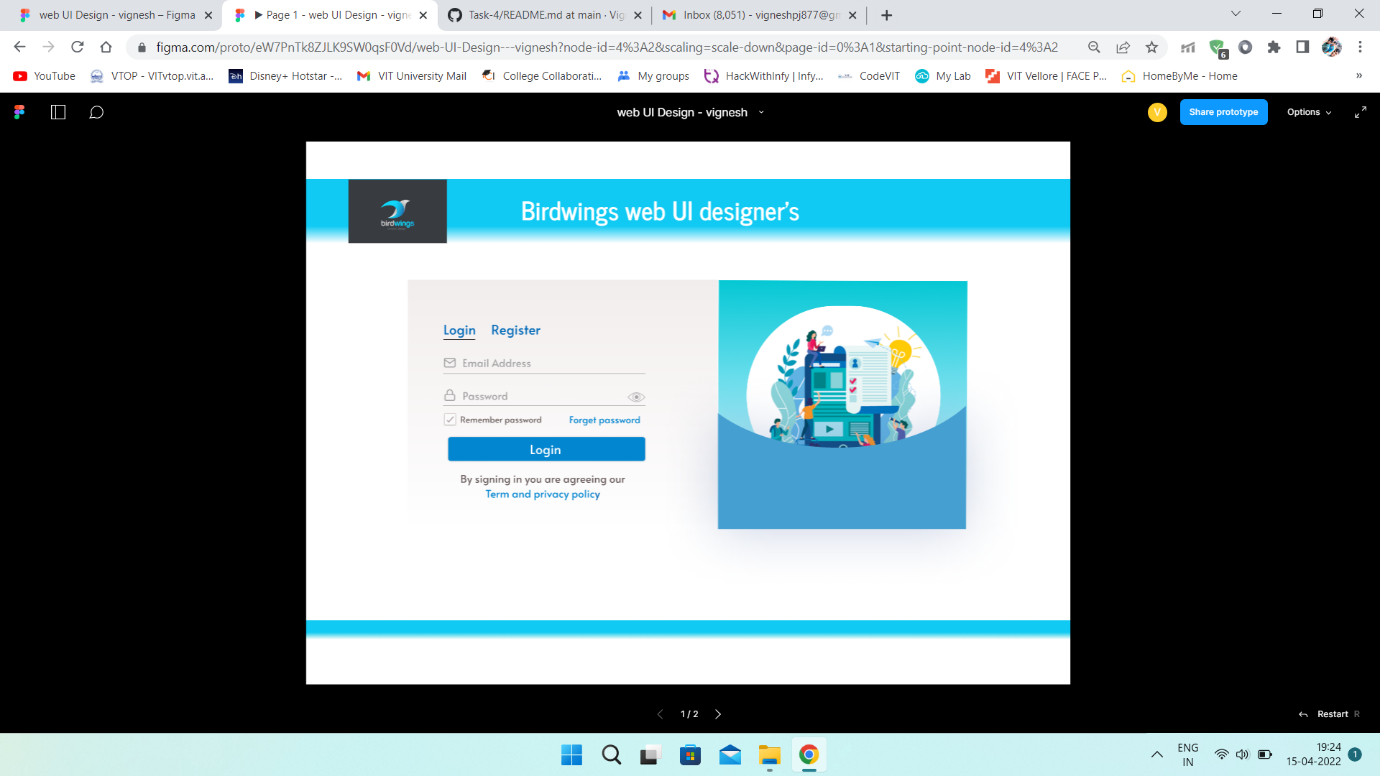 web UI Design - vignesh – Figma
Page 1 - web UI Design - vigne
Task-4/README.md at main · Vig
Inbox (8,051) - vigneshpj877@gm
figma.com/proto/eW7PnTk8ZJLK9SW0qsF0Vd/web-UI-Design---vignesh?node-id=4%3A2&scaling=scale-down&page-id=0%3A1&starting-point-node-id=4%3A2
6
YouTube
VTOP - VITvtop.vit.a...
Disney+ Hotstar -...
VIT University Mail
College Collaborati...
My groups
HackWithInfy | Infy...
CodeVIT
My Lab
VIT Vellore | FACE P...
HomeByMe - Home
»
web UI Design - vignesh
V
Share prototype
Options
birdwings
Birdwings web UI designer's
Login Register
Email Address
Password
Remember password Forget password
Login
By signing in you are agreeing our
Term and privacy policy
1 / 2
Restart R
ENG
IN
19:24
15-04-2022
1